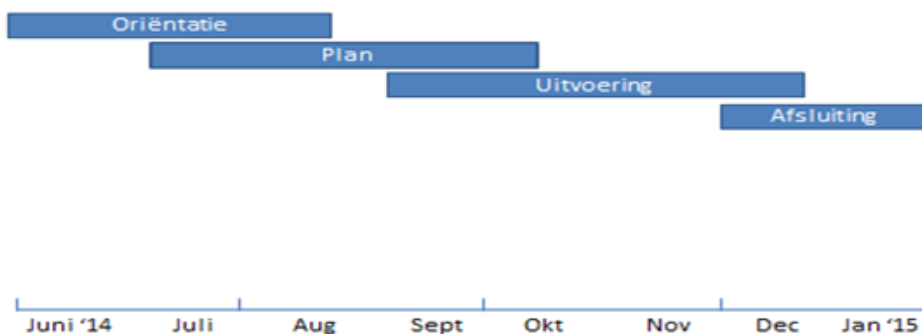 Oriëntatie
Plan
Uitvoering
Afsluiting
Juni ‘14 Juli Aug Sept Okt Nov Dec Jan ‘15